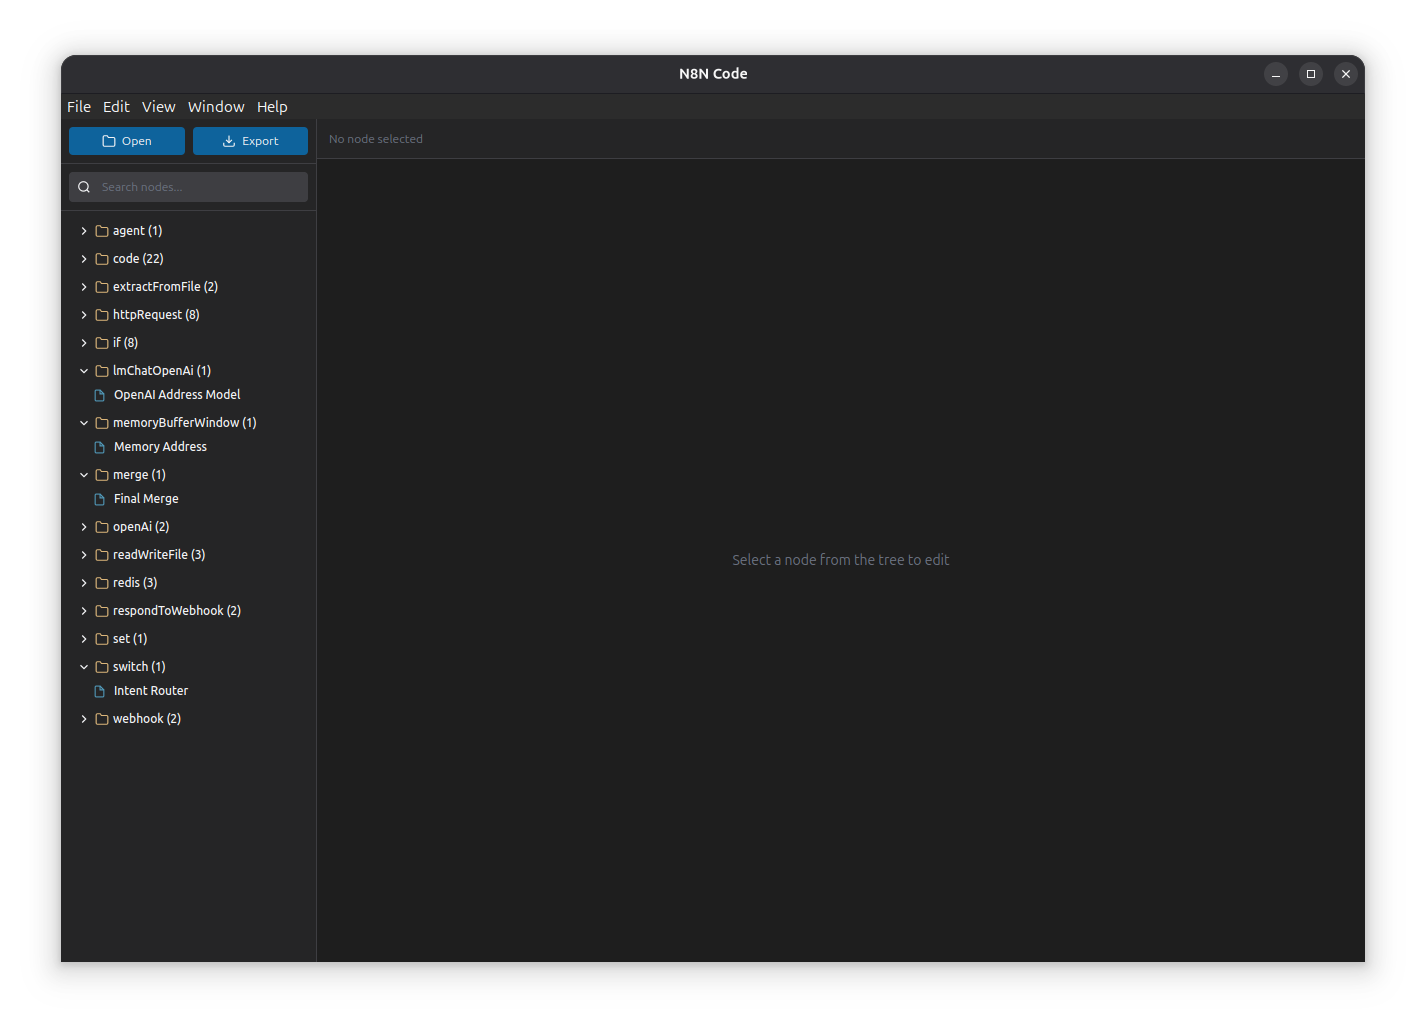 N8N Code
File Edit View Window Help
Open Export
No node selected
Search nodes...
agent (1)
code (22)
extractFromFile (2)
httpRequest (8)
if (8)
lmChatOpenAi (1)
OpenAI Address Model
memoryBufferWindow (1)
Memory Address
merge (1)
Final Merge
openAi (2)
readWriteFile (3)
redis (3)
respondToWebhook (2)
set (1)
switch (1)
Intent Router
webhook (2)
Select a node from the tree to edit